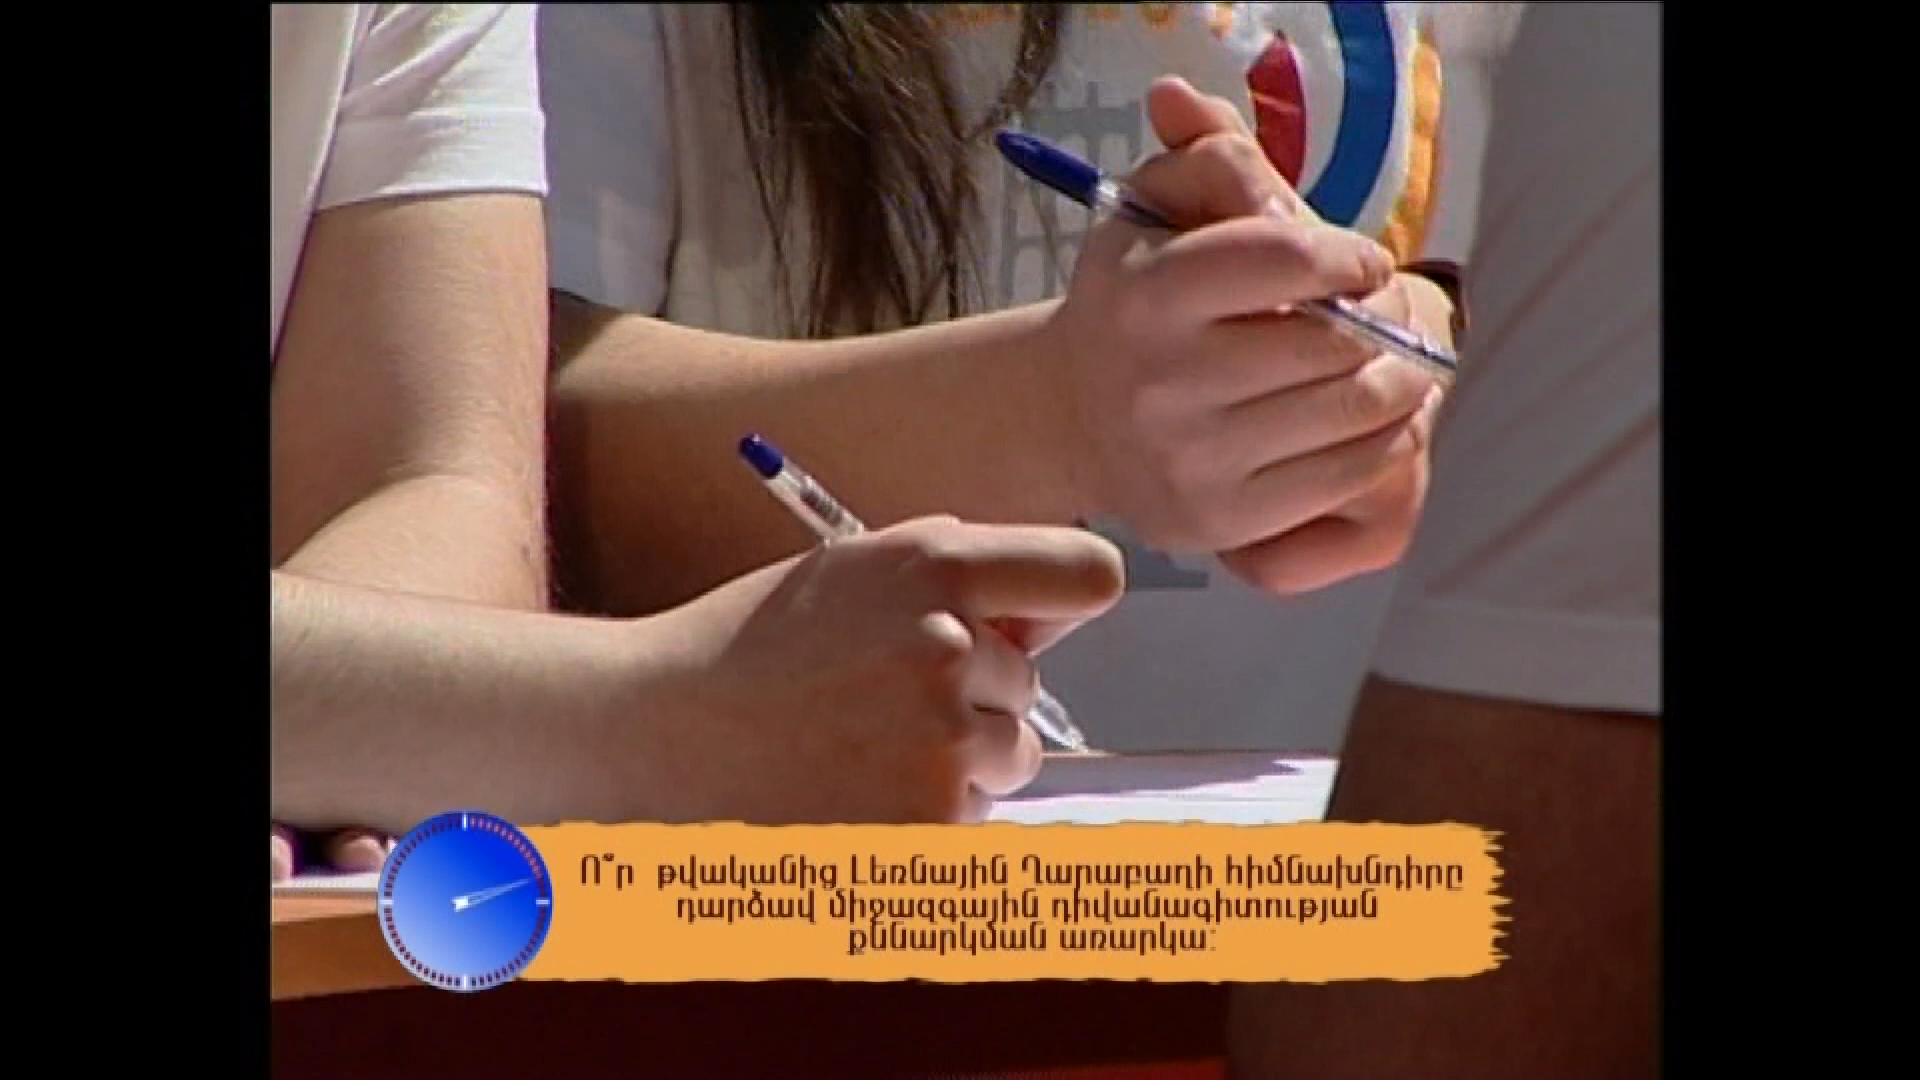 Ո՞ր թվականից Լեռնային Ղարաբաղի հիմնախնդիրը
դարձավ միջազգային դիվանագիտության
քննարկման առարկա: